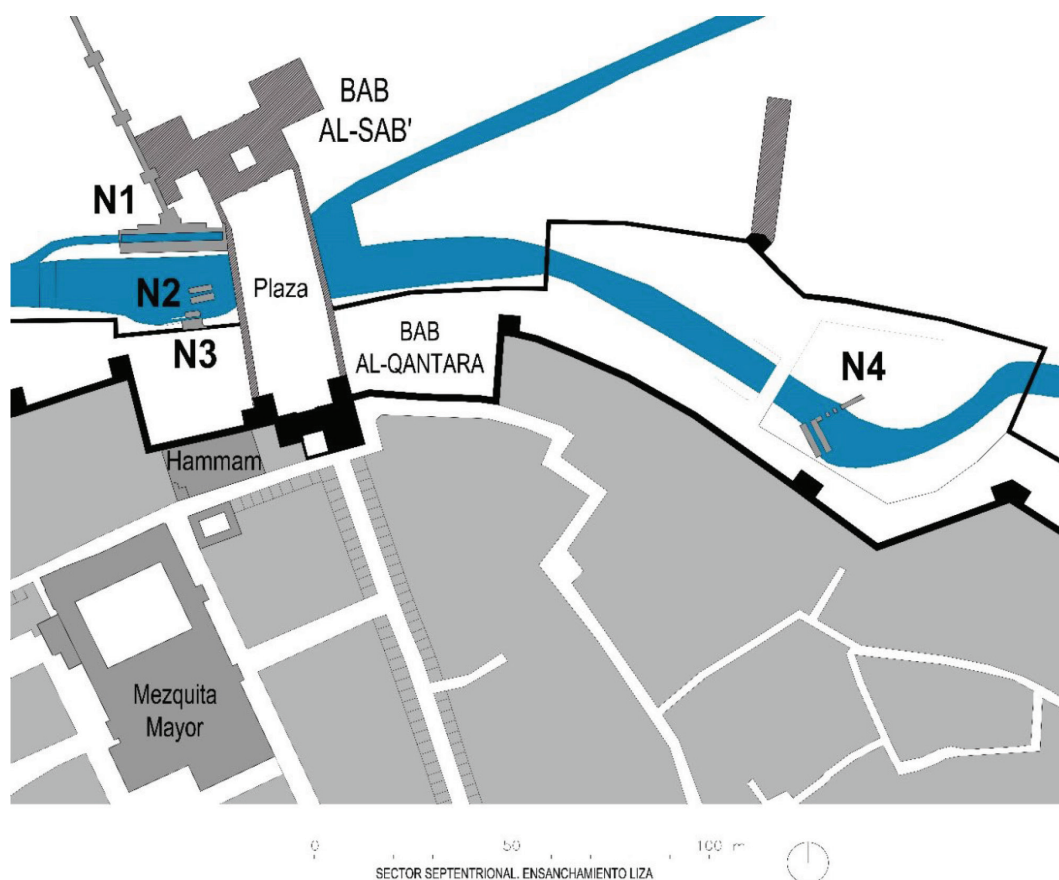 BAB
AL-SAB'
N1
N2
Plaza
N3
BAB
AL-QANTARA
N4
Hammam
Mezquita
Mayor
0 50 100 m
SECTOR SEPTENTRIONAL. ENSANCHAMIENTO LIZA